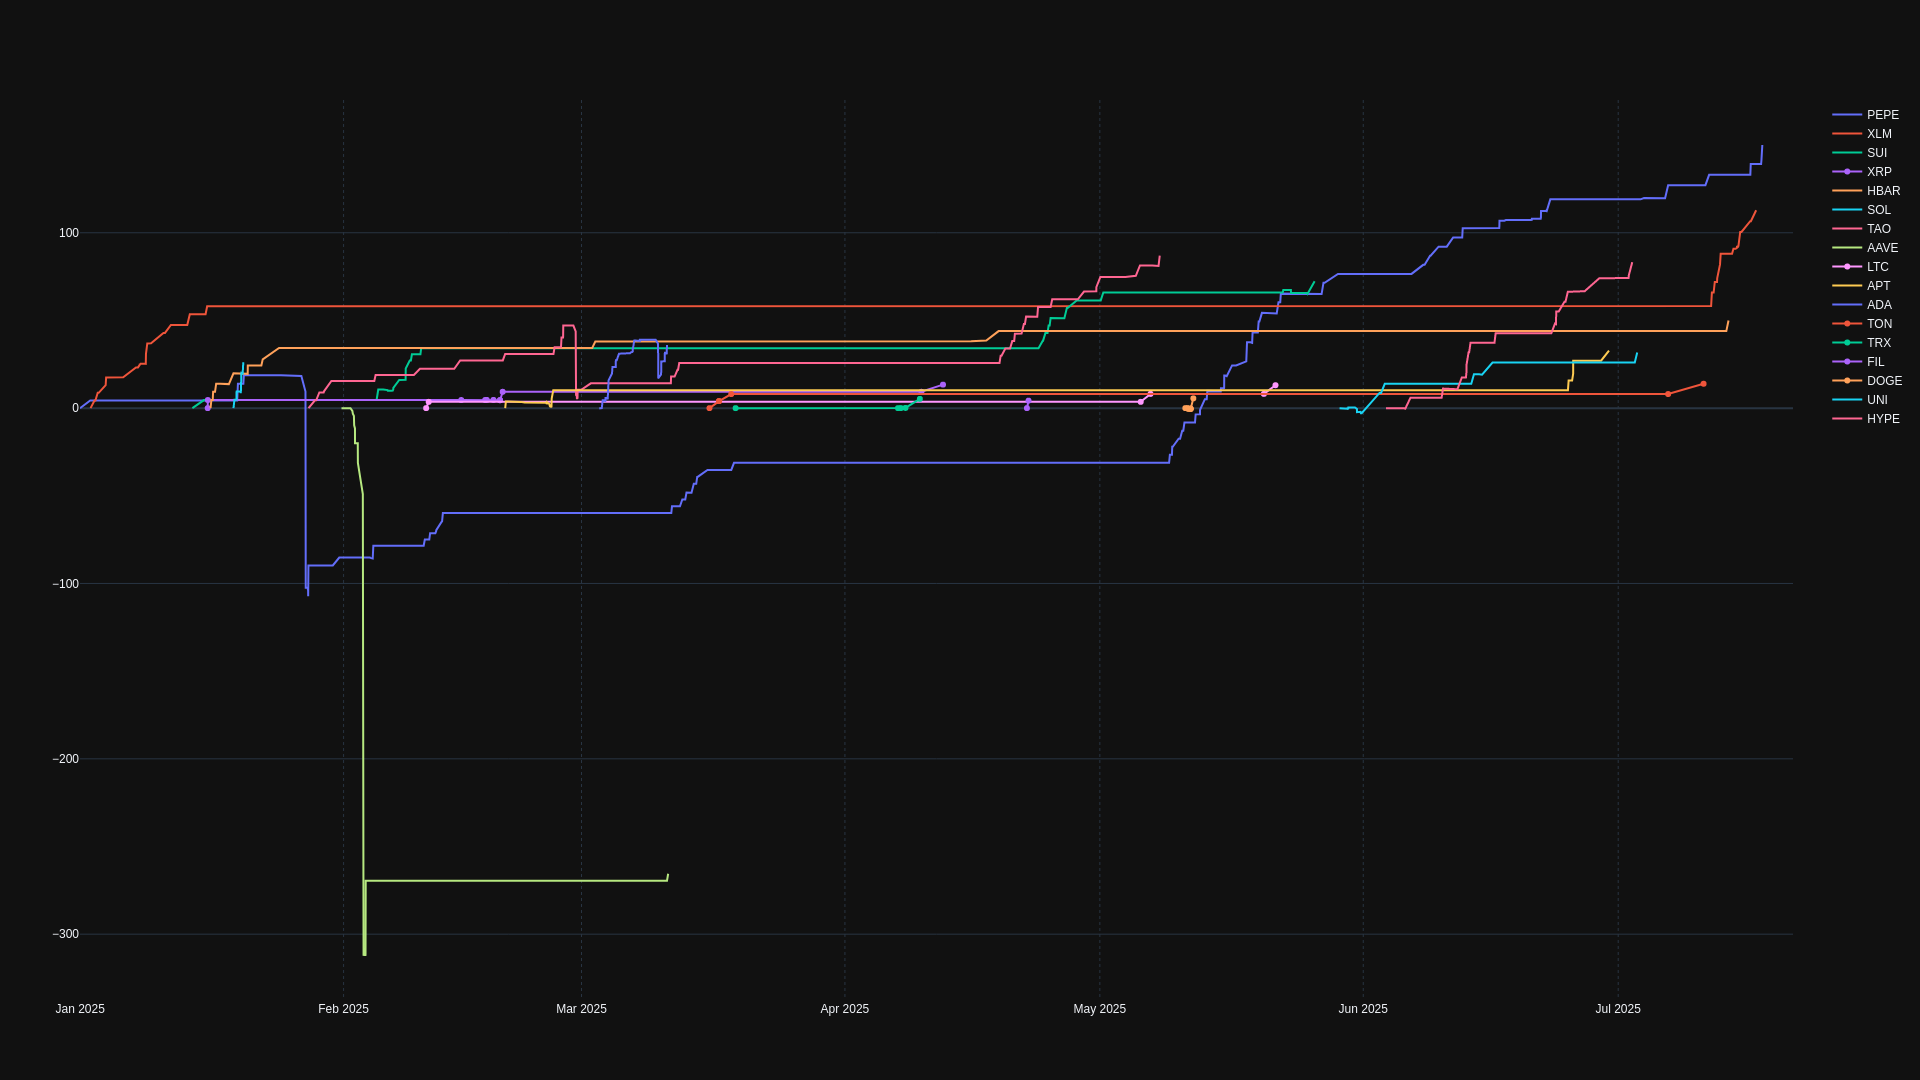 PEPE
XLM
SUI
XRP
HBAR
SOL
TAO
AAVE
LTC
APT
ADA
TON
TRX
FIL
DOGE
UNI
HYPE
100
0
−100
−200
−300
Jan 2025 Feb 2025 Mar 2025 Apr 2025 May 2025 Jun 2025 Jul 2025